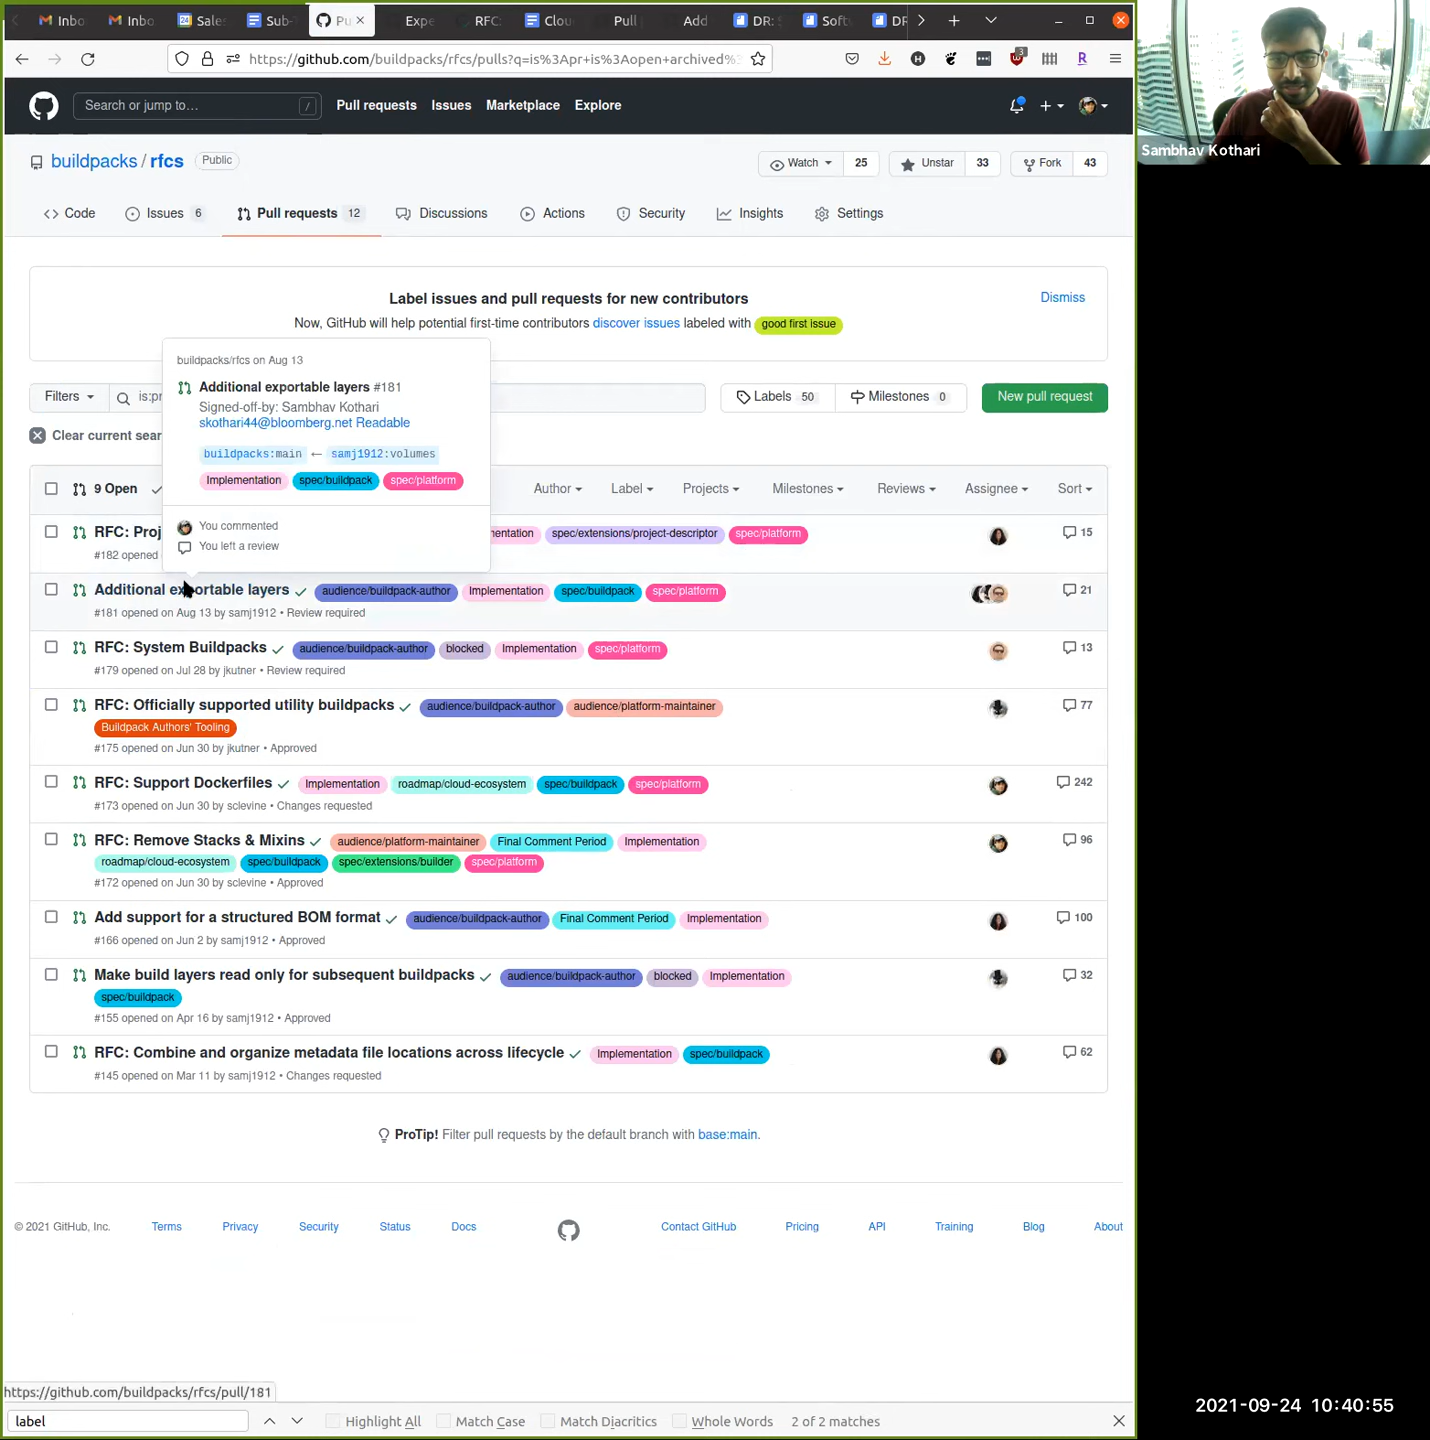 Inbo
Inbo
Sales
Sub-
Pu
Expe
RFC:
Clou
Pull
Add
DR:
Soft
DR
https://github.com/buildpacks/rfcs/pulls?q=is%3Apr+is%3Aopen+archived%
3
R
Search or jump to…
/
Pull requests
Issues
Marketplace
Explore
buildpacks / rfcs
Public
Watch
25
Unstar
33
Fork
43
Code
Issues 6
Pull requests 12
Discussions
Actions
Security
Insights
Settings
Label issues and pull requests for new contributors
Dismiss
Now, GitHub will help potential first-time contributors discover issues labeled with good first issue
buildpacks/rfcs on Aug 13
Additional exportable layers #181
Signed-off-by: Sambhav Kothari
skothari44@bloomberg.net Readable
buildpacks:main ← samj1912:volumes
Implementation spec/buildpack spec/platform
You commented
You left a review
Filters
is:pr
Labels 50
Milestones 0
New pull request
Clear current sear
9 Open
Author
Label
Projects
Milestones
Reviews
Assignee
Sort
RFC: Proj
entation spec/extensions/project-descriptor spec/platform
15
#182 opened
Additional exportable layers audience/buildpack-author Implementation spec/buildpack spec/platform
21
#181 opened on Aug 13 by samj1912 • Review required
RFC: System Buildpacks audience/buildpack-author blocked Implementation spec/platform
13
#179 opened on Jul 28 by jkutner • Review required
RFC: Officially supported utility buildpacks audience/buildpack-author audience/platform-maintainer
77
Buildpack Authors' Tooling
#175 opened on Jun 30 by jkutner • Approved
RFC: Support Dockerfiles Implementation roadmap/cloud-ecosystem spec/buildpack spec/platform
242
#173 opened on Jun 30 by sclevine • Changes requested
RFC: Remove Stacks & Mixins audience/platform-maintainer Final Comment Period Implementation
96
roadmap/cloud-ecosystem spec/buildpack spec/extensions/builder spec/platform
#172 opened on Jun 30 by sclevine • Approved
Add support for a structured BOM format audience/buildpack-author Final Comment Period Implementation
100
#166 opened on Jun 2 by samj1912 • Approved
Make build layers read only for subsequent buildpacks audience/buildpack-author blocked Implementation
32
spec/buildpack
#155 opened on Apr 16 by samj1912 • Approved
RFC: Combine and organize metadata file locations across lifecycle Implementation spec/buildpack
62
#145 opened on Mar 11 by samj1912 • Changes requested
ProTip! Filter pull requests by the default branch with base:main.
© 2021 GitHub, Inc.
Terms
Privacy
Security
Status
Docs
Contact GitHub
Pricing
API
Training
Blog
About
https://github.com/buildpacks/rfcs/pull/181
label
Highlight All
Match Case
Match Diacritics
Whole Words
2 of 2 matches
Sambhav Kothari
2021-09-24 10:40:55